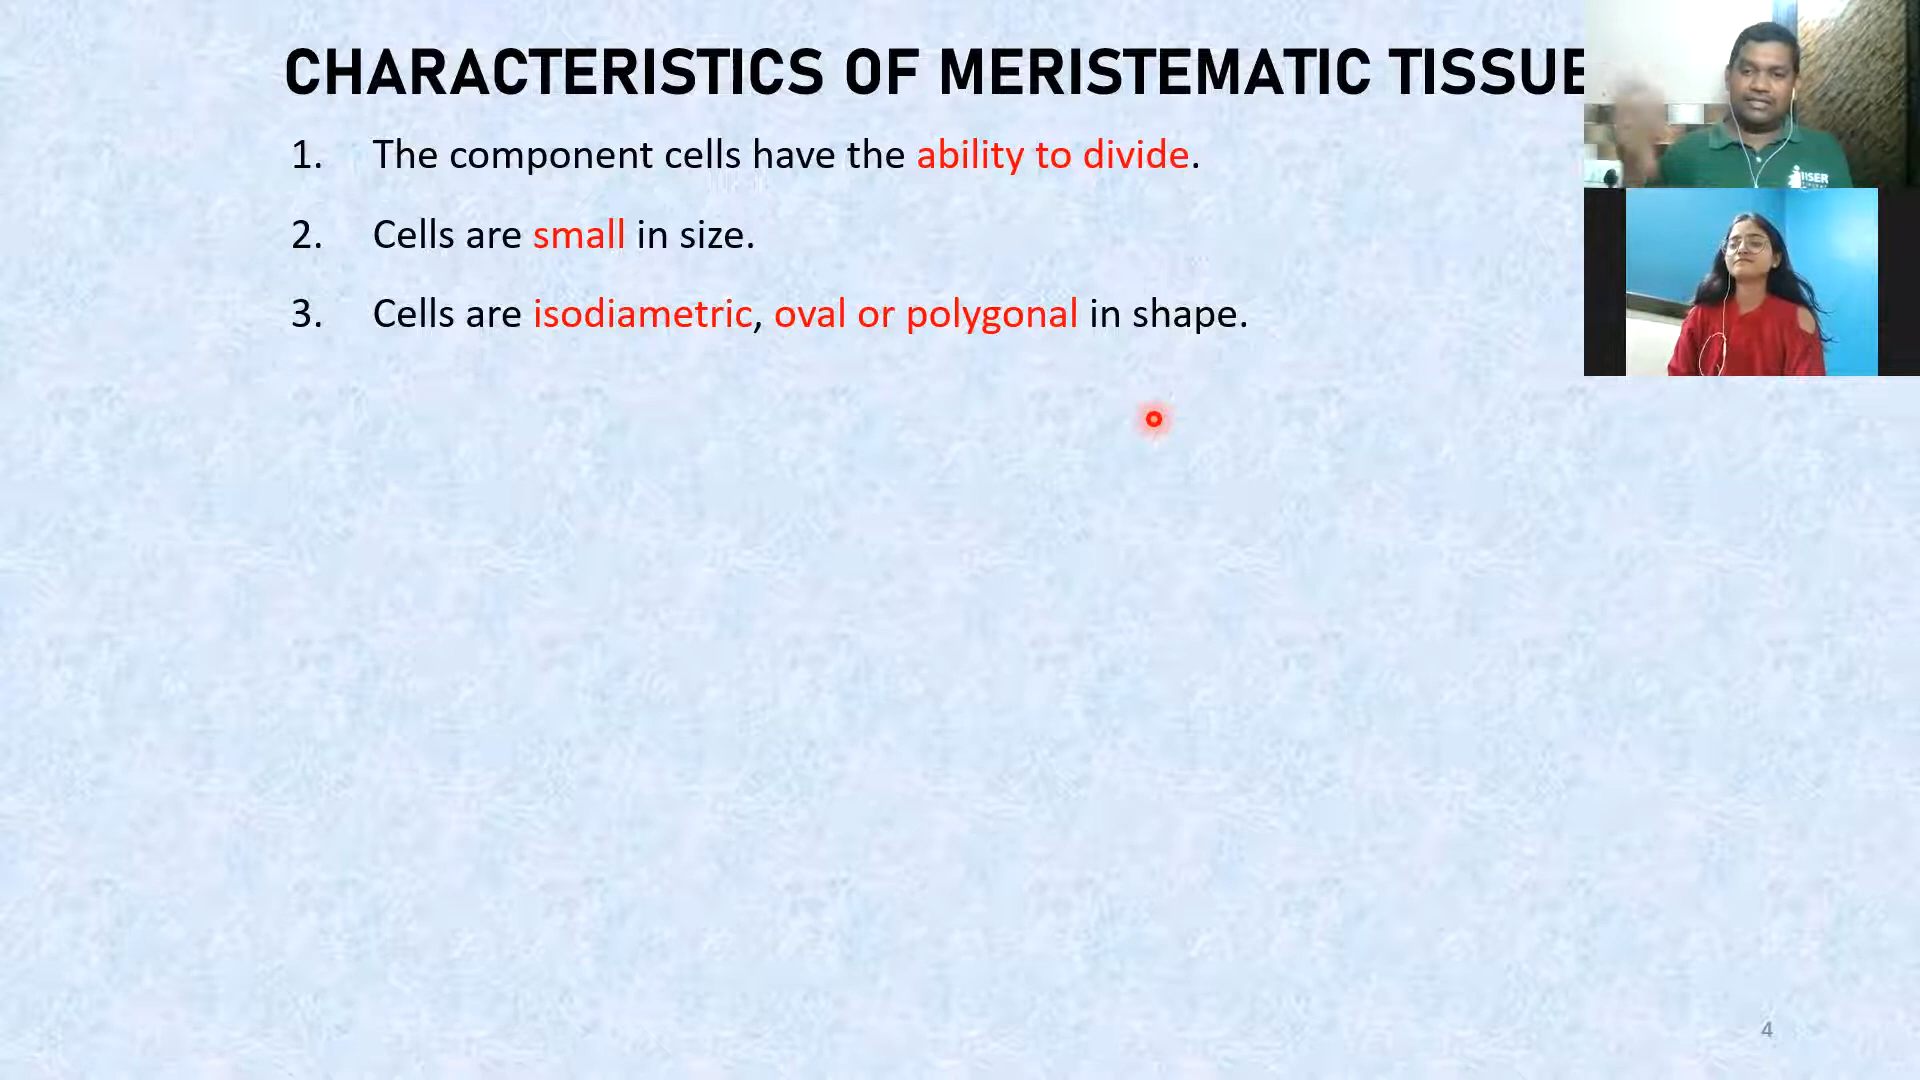 CHARACTERISTICS OF MERISTEMATIC TISSUE
1. The component cells have the ability to divide.
2. Cells are small in size.
3. Cells are isodiametric, oval or polygonal in shape.
IISER
4